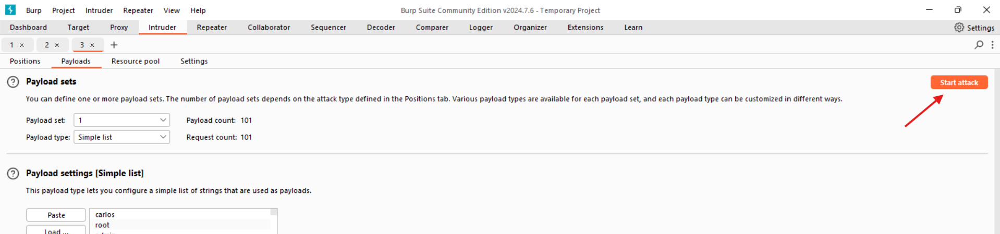 Burp Project Intruder Repeater View Help Burp Suite Community Edition v2024.7.6 - Temporary Project
Dashboard Target Proxy Intruder Repeater Collaborator Sequencer Decoder Comparer Logger Organizer Extensions Learn Settings
1 × 2 × 3 × +
Positions Payloads Resource pool Settings
? Payload sets Start attack
You can define one or more payload sets. The number of payload sets depends on the attack type defined in the Positions tab. Various payload types are available for each payload set, and each payload type can be customized in different ways.
Payload set: 1 Payload count: 101
Payload type: Simple list Request count: 101
? Payload settings [Simple list]
This payload type lets you configure a simple list of strings that are used as payloads.
Paste carlos
root
Load ...